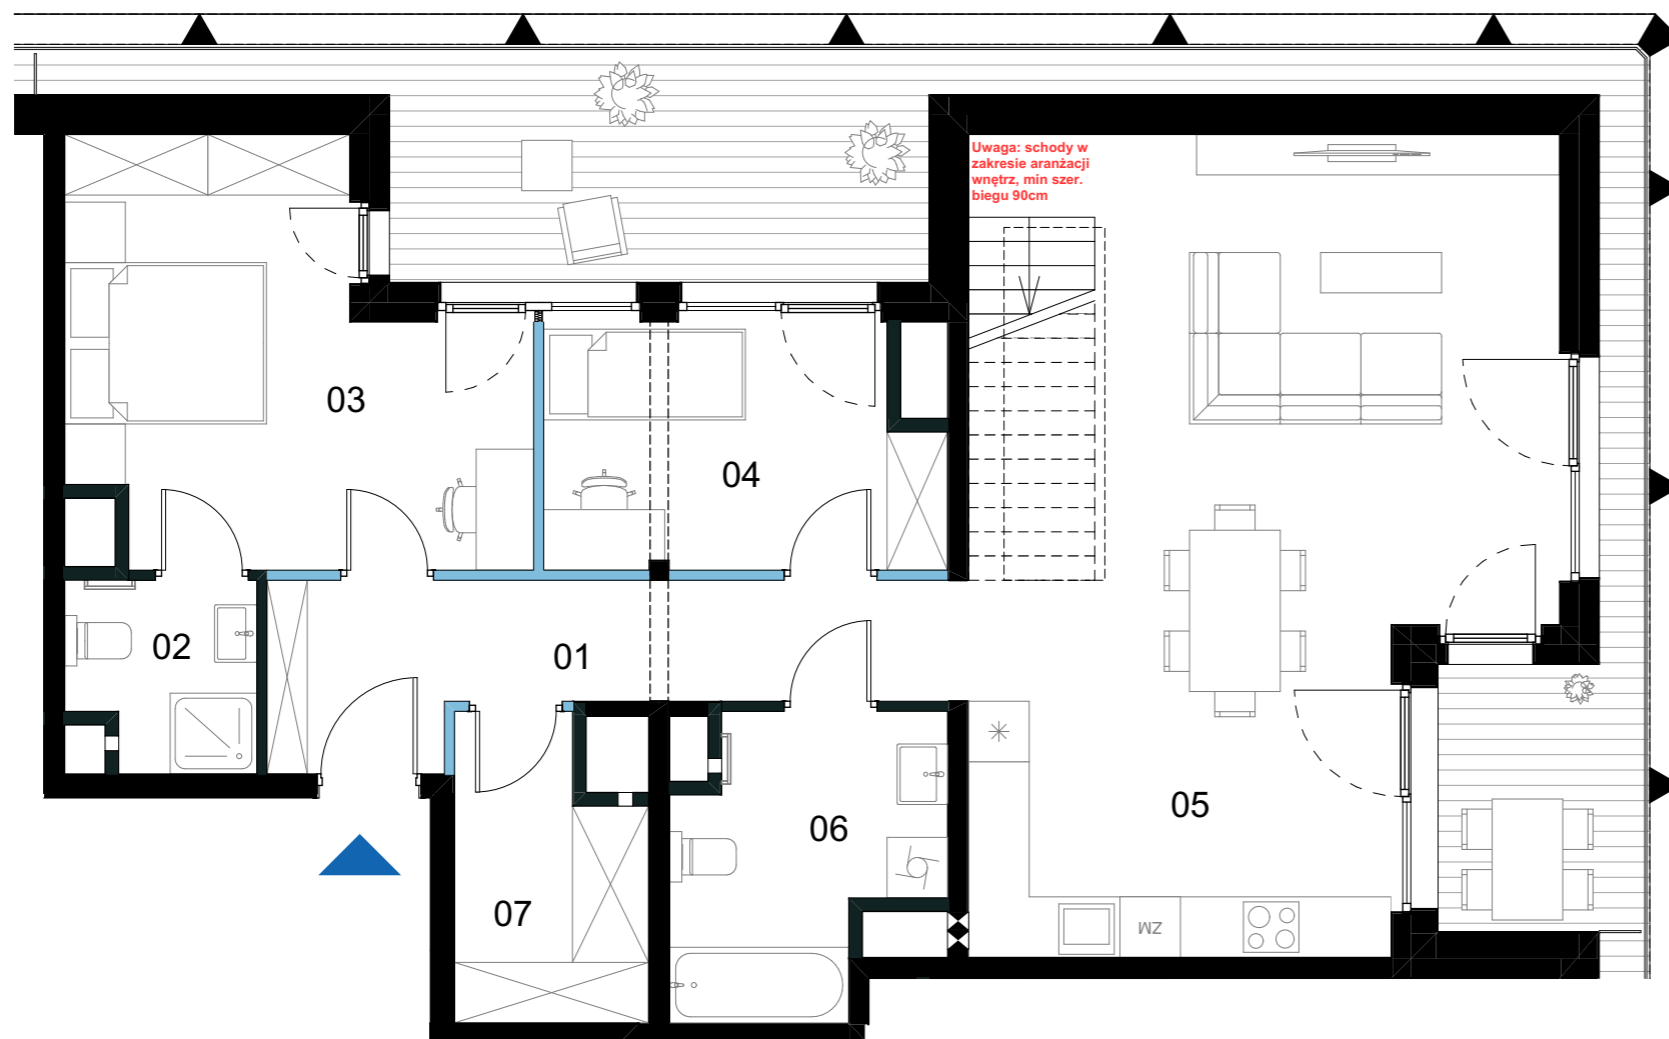 Uwaga: schody w
zakresie aranżacji
wnętrz, min szer.
biegu 90cm
03
04
02
01
05
06
07
ZM